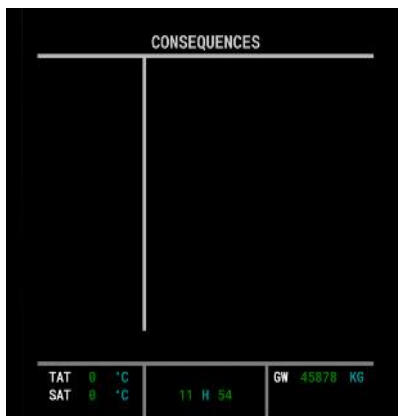 CONSEQUENCES
TAT 0 °C
SAT 0 °C
11 H 54
GW 45878 KG